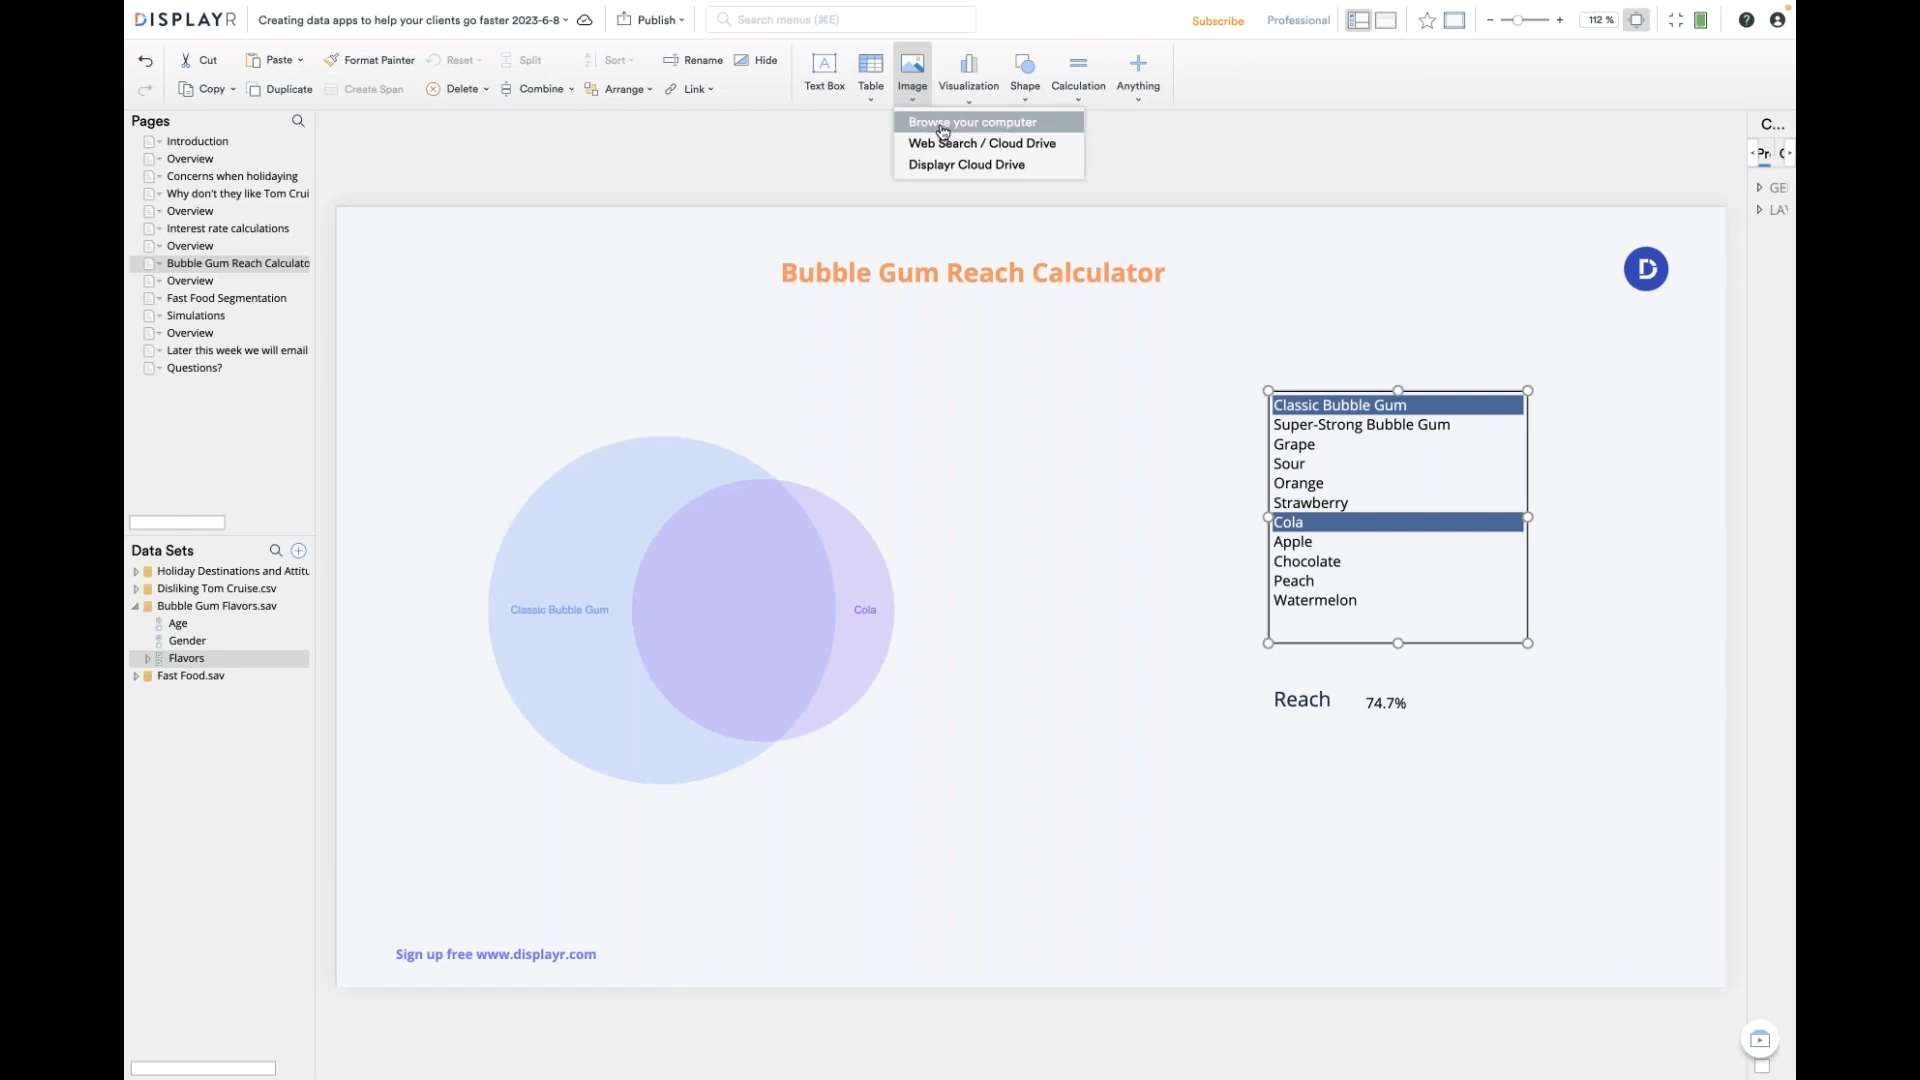 DISPLAYR
Creating data apps to help your clients go faster 2023-6-8
Publish
Search menus (⌘E)
Subscribe
Professional
112 %
Cut
Paste
Format Painter
Reset
Split
Sort
Rename
Hide
Copy
Duplicate
Create Span
Delete
Combine
Arrange
Link
Text Box
Table
Image
Visualization
Shape
Calculation
Anything
Browse your computer
Web Search / Cloud Drive
Displayr Cloud Drive
Pages
Introduction
Overview
Concerns when holidaying
Why don't they like Tom Crui
Overview
Interest rate calculations
Overview
Bubble Gum Reach Calculato
Overview
Fast Food Segmentation
Simulations
Overview
Later this week we will email
Questions?
Data Sets
Holiday Destinations and Attitu
Disliking Tom Cruise.csv
Bubble Gum Flavors.sav
Age
Gender
Flavors
Fast Food.sav
Bubble Gum Reach Calculator
D
Classic Bubble Gum
Cola
Classic Bubble Gum
Super-Strong Bubble Gum
Grape
Sour
Orange
Strawberry
Cola
Apple
Chocolate
Peach
Watermelon
Reach 74.7%
Sign up free www.displayr.com
C...
Pr
GE
LAY